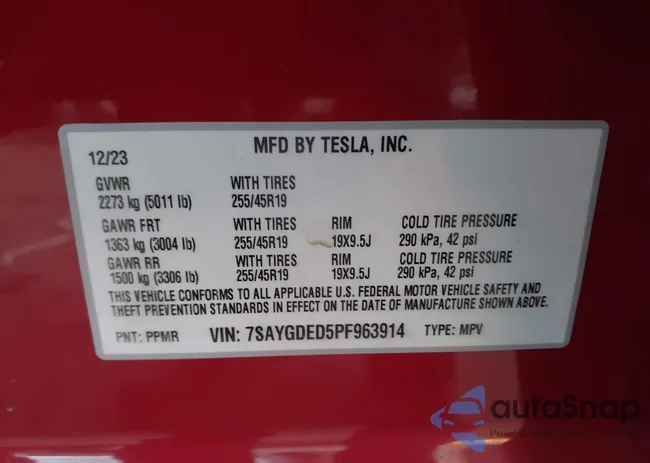 MFD BY TESLA, INC.
12/23
GVWR WITH TIRES
2273 kg (5011 lb) 255/45R19
GAWR FRT WITH TIRES RIM COLD TIRE PRESSURE
1363 kg (3004 lb) 255/45R19 19X9.5J 290 kPa, 42 psi
GAWR RR WITH TIRES RIM COLD TIRE PRESSURE
1500 kg (3306 lb) 255/45R19 19X9.5J 290 kPa, 42 psi
THIS VEHICLE CONFORMS TO ALL APPLICABLE U.S. FEDERAL MOTOR VEHICLE SAFETY AND
THEFT PREVENTION STANDARDS IN EFFECT ON THE DATE OF MANUFACTURE SHOWN ABOVE.
PNT: PPMR VIN: 7SAYGDED5PF963914 TYPE: MPV
autoSnap